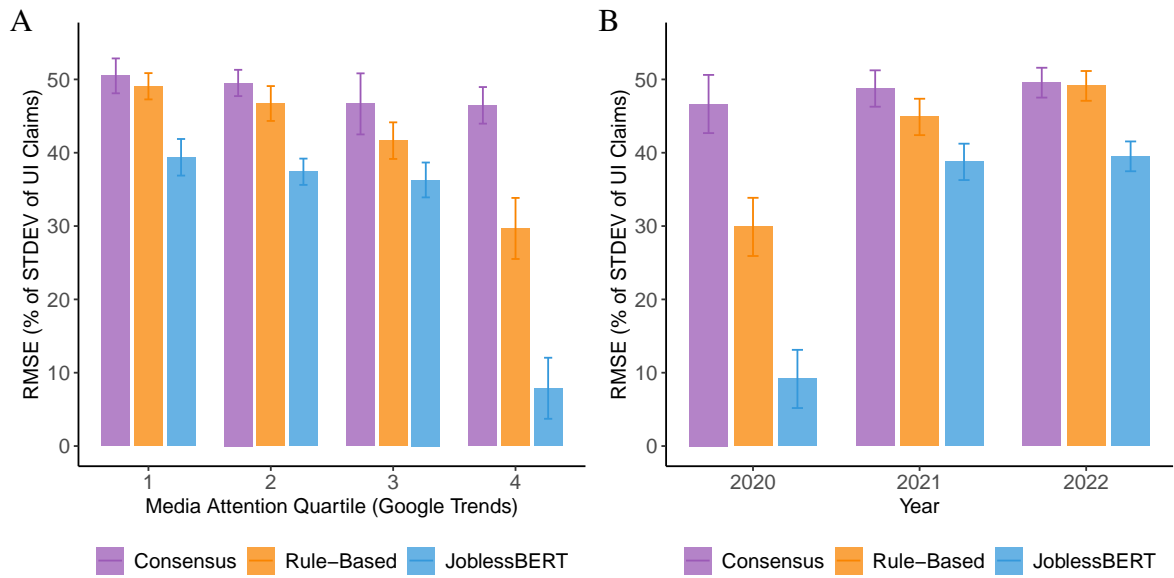 A
RMSE (% of STDEV of UI Claims)
50
40
30
20
10
0
1 2 3 4
Media Attention Quartile (Google Trends)
Consensus Rule−Based JoblessBERT
B
RMSE (% of STDEV of UI Claims)
50
40
30
20
10
0
2020 2021 2022
Year
Consensus Rule−Based JoblessBERT